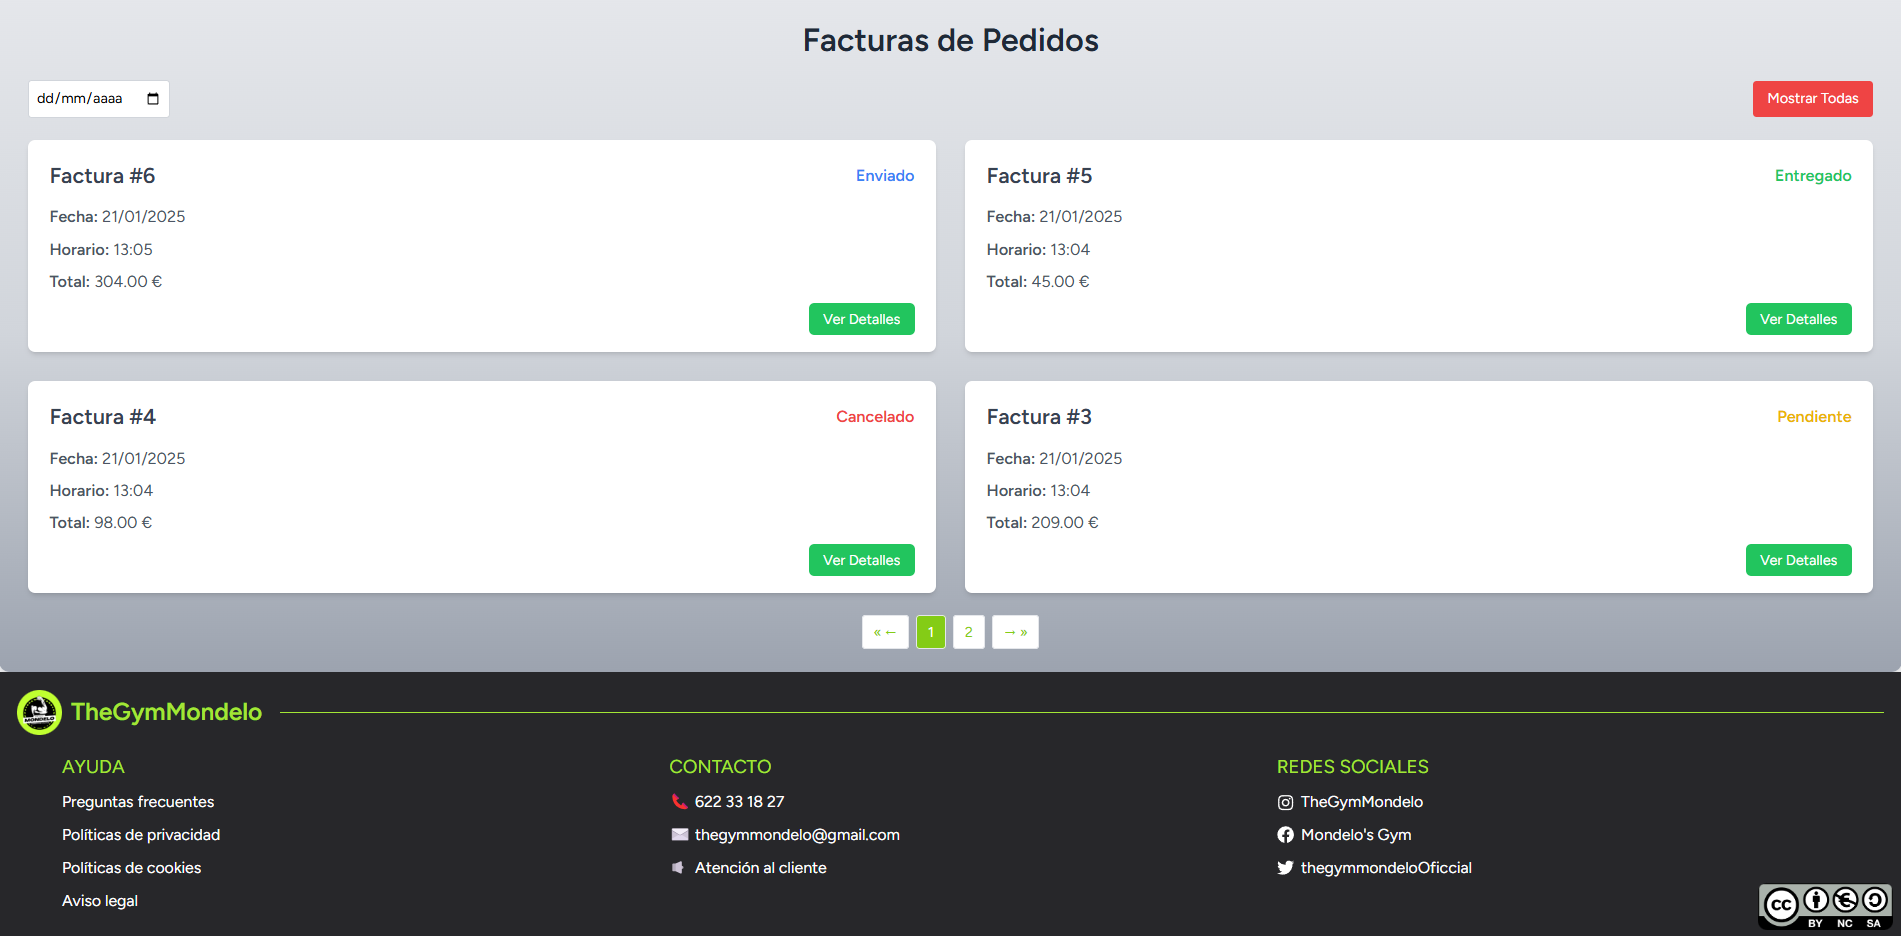 Facturas de Pedidos
dd/mm/aaaa
Mostrar Todas
Factura #6
Enviado
Fecha: 21/01/2025
Horario: 13:05
Total: 304.00 €
Ver Detalles
Factura #5
Entregado
Fecha: 21/01/2025
Horario: 13:04
Total: 45.00 €
Ver Detalles
Factura #4
Cancelado
Fecha: 21/01/2025
Horario: 13:04
Total: 98.00 €
Ver Detalles
Factura #3
Pendiente
Fecha: 21/01/2025
Horario: 13:04
Total: 209.00 €
Ver Detalles
« ← 1 2 → »
MONDELO
TheGymMondelo
AYUDA
Preguntas frecuentes
Políticas de privacidad
Políticas de cookies
Aviso legal
CONTACTO
622 33 18 27
thegymmondelo@gmail.com
Atención al cliente
REDES SOCIALES
TheGymMondelo
Mondelo's Gym
thegymmondeloOficcial
cc
BY NC SA